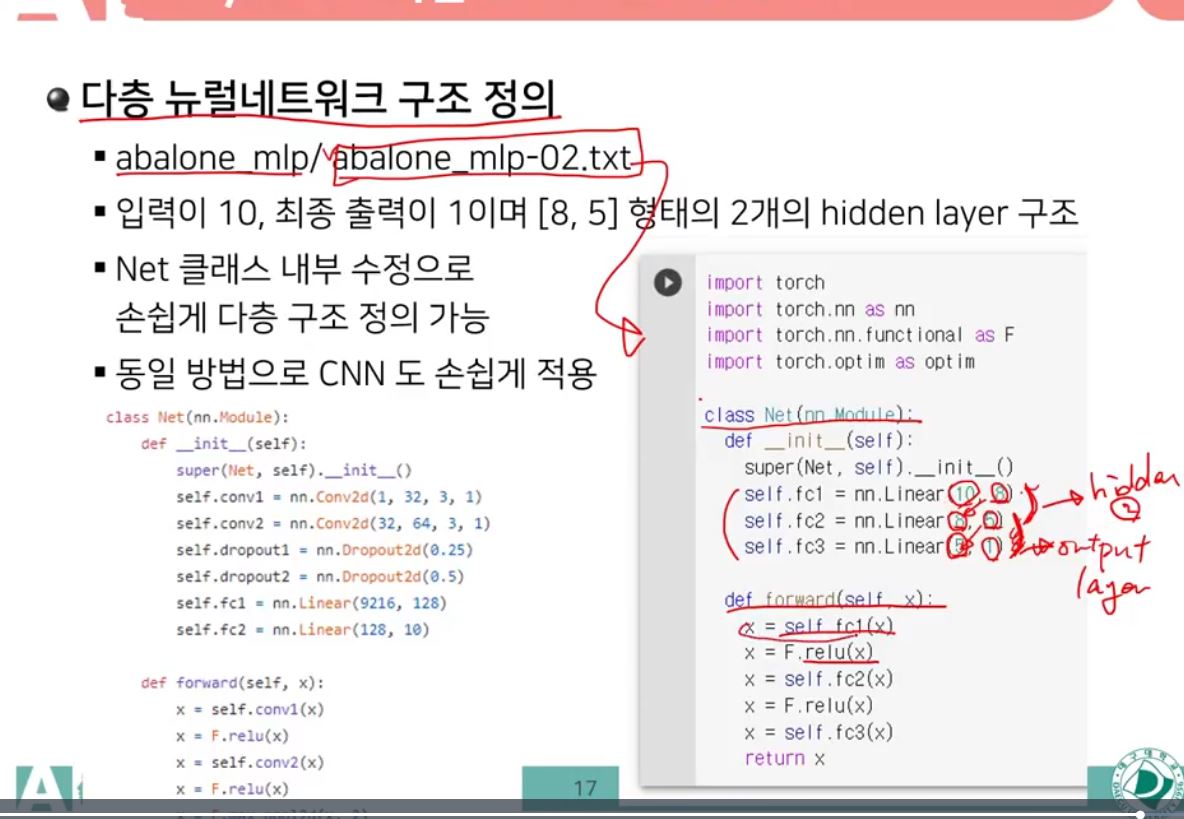 다층 뉴럴네트워크 구조 정의
abalone_mlp/abalone_mlp-02.txt
입력이 10, 최종 출력이 1이며 [8, 5] 형태의 2개의 hidden layer 구조
Net 클래스 내부 수정으로
손쉽게 다층 구조 정의 가능
동일 방법으로 CNN 도 손쉽게 적용
class Net(nn.Module):
def __init__(self):
super(Net, self).__init__()
self.conv1 = nn.Conv2d(1, 32, 3, 1)
self.conv2 = nn.Conv2d(32, 64, 3, 1)
self.dropout1 = nn.Dropout2d(0.25)
self.dropout2 = nn.Dropout2d(0.5)
self.fc1 = nn.Linear(9216, 128)
self.fc2 = nn.Linear(128, 10)
def forward(self, x):
x = self.conv1(x)
x = F.relu(x)
x = self.conv2(x)
x = F.relu(x)
import torch
import torch.nn as nn
import torch.nn.functional as F
import torch.optim as optim
class Net(nn.Module):
def __init__(self):
super(Net, self).__init__()
self.fc1 = nn.Linear(10, 8)
self.fc2 = nn.Linear(8, 5)
self.fc3 = nn.Linear(5, 1)
hidden
2
output
layer
def forward(self, x):
x = self.fc1(x)
x = F.relu(x)
x = self.fc2(x)
x = F.relu(x)
x = self.fc3(x)
return x
17